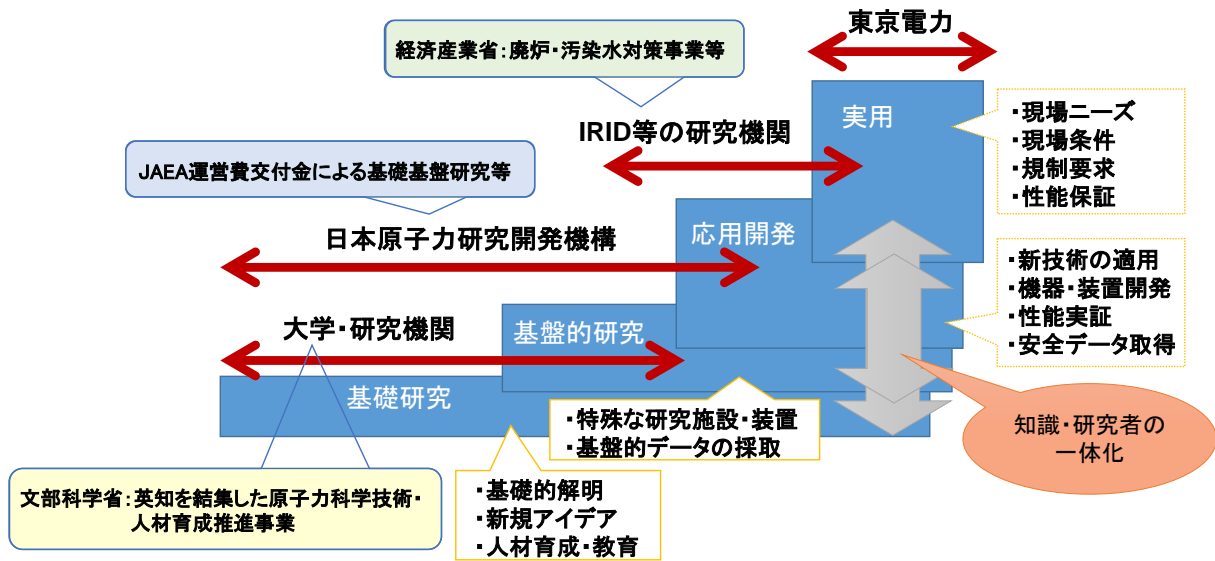 東京電力
経済産業省：廃炉・汚染水対策事業等
実用
・現場ニーズ
・現場条件
・規制要求
・性能保証
IRID等の研究機関
JAEA運営費交付金による基礎基盤研究等
応用開発
日本原子力研究開発機構
・新技術の適用
・機器・装置開発
・性能実証
・安全データ取得
大学・研究機関
基盤的研究
基礎研究
・特殊な研究施設・装置
・基盤的データの採取
知識・研究者の
一体化
文部科学省：英知を結集した原子力科学技術・
人材育成推進事業
・基礎的解明
・新規アイデア
・人材育成・教育